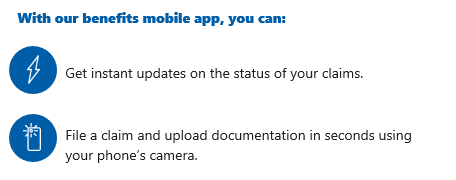 With our benefits mobile app, you can:
Get instant updates on the status of your claims.
File a claim and upload documentation in seconds using
your phone’s camera.